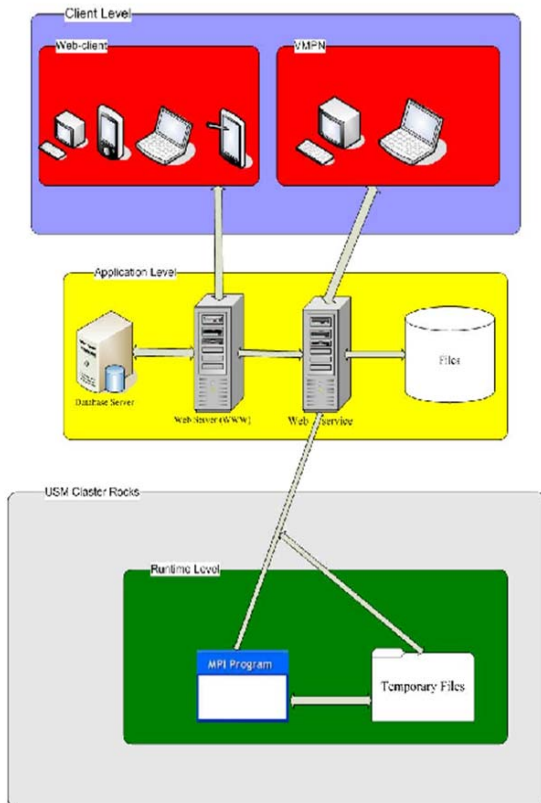 Client Level
Web-client
VMPN
Application Level
Database Server
Web Server (WWW)
Web service
Files
USM Claster Rocks
Runtime Level
MPI Program
Temporary Files